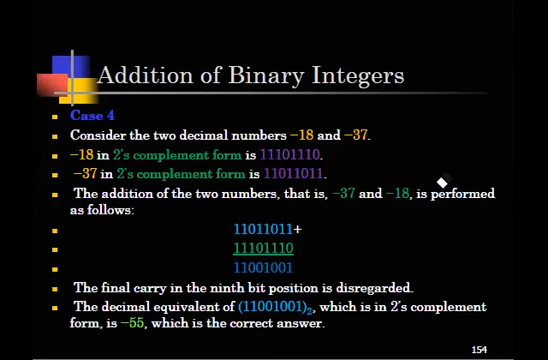 Addition of Binary Integers
Case 4
Consider the two decimal numbers −18 and −37.
−18 in 2's complement form is 11101110.
−37 in 2's complement form is 11011011.
The addition of the two numbers, that is, −37 and −18, is performed
as follows:
11011011+
11101110
11001001
The final carry in the ninth bit position is disregarded.
The decimal equivalent of (11001001)₂, which is in 2's complement
form, is −55, which is the correct answer.
154